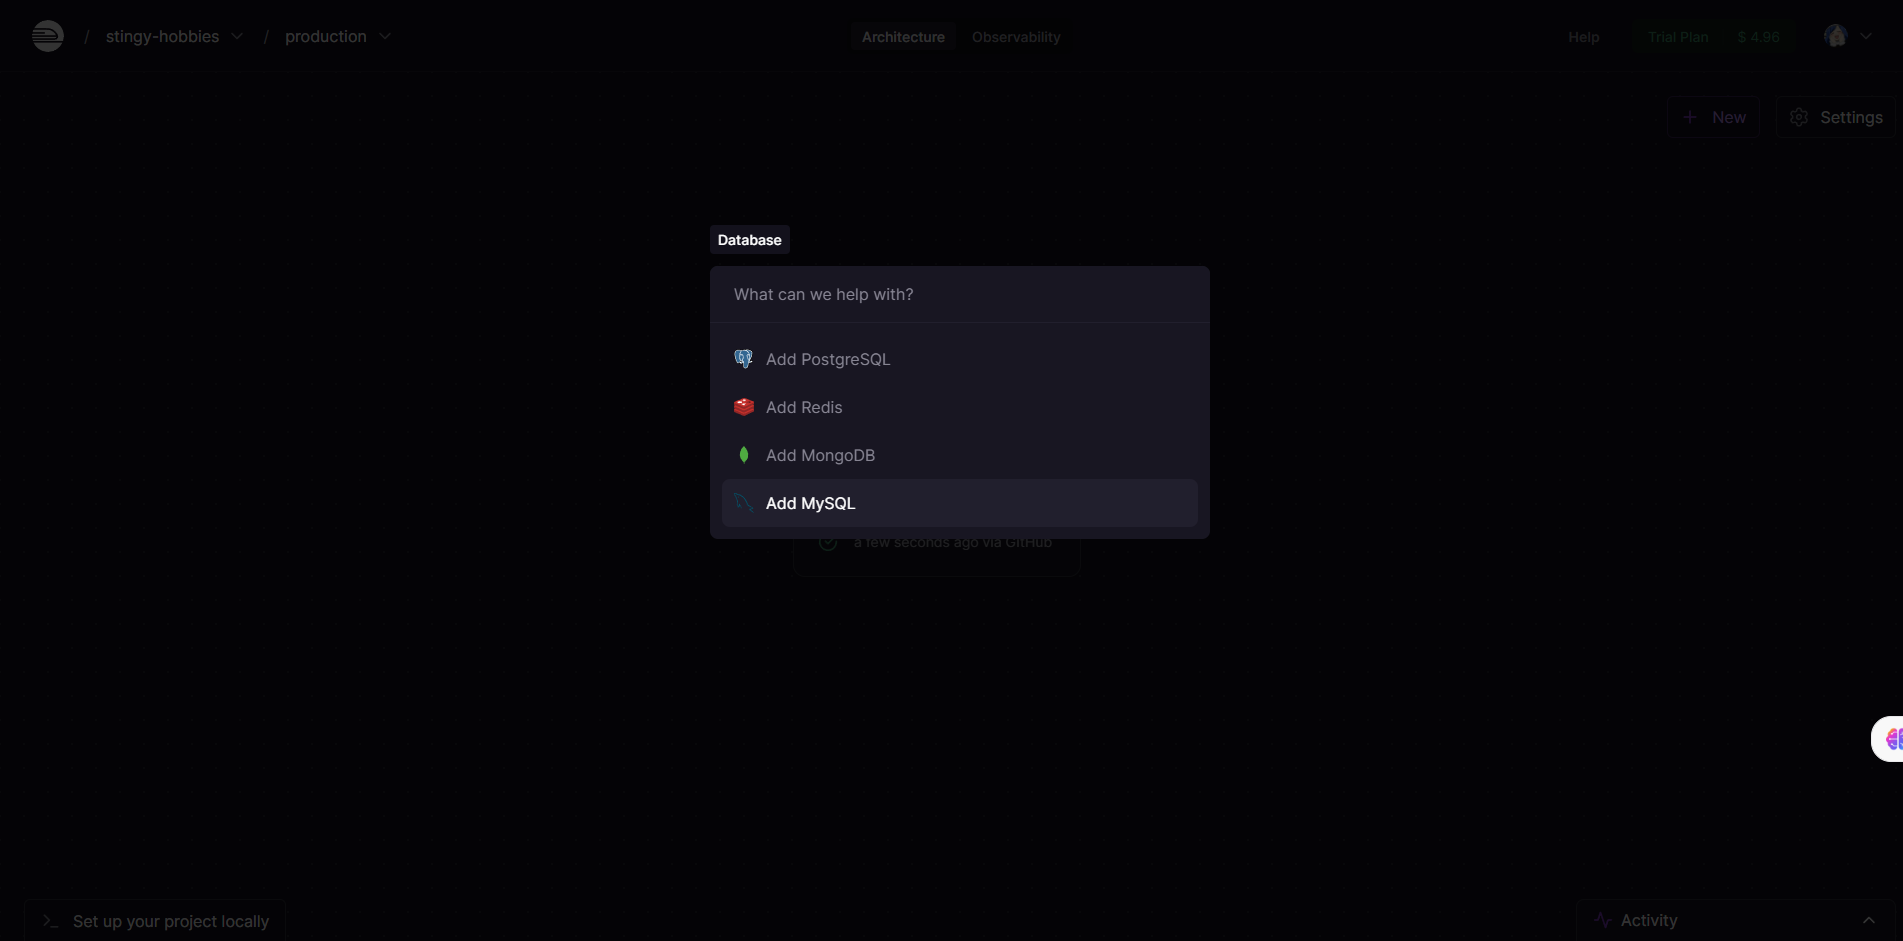 / stingy-hobbies / production
Architecture Observability
Help Trial Plan $ 4.96
+ New Settings
Database
What can we help with?
Add PostgreSQL
Add Redis
Add MongoDB
Add MySQL
a few seconds ago via GitHub
Set up your project locally
Activity